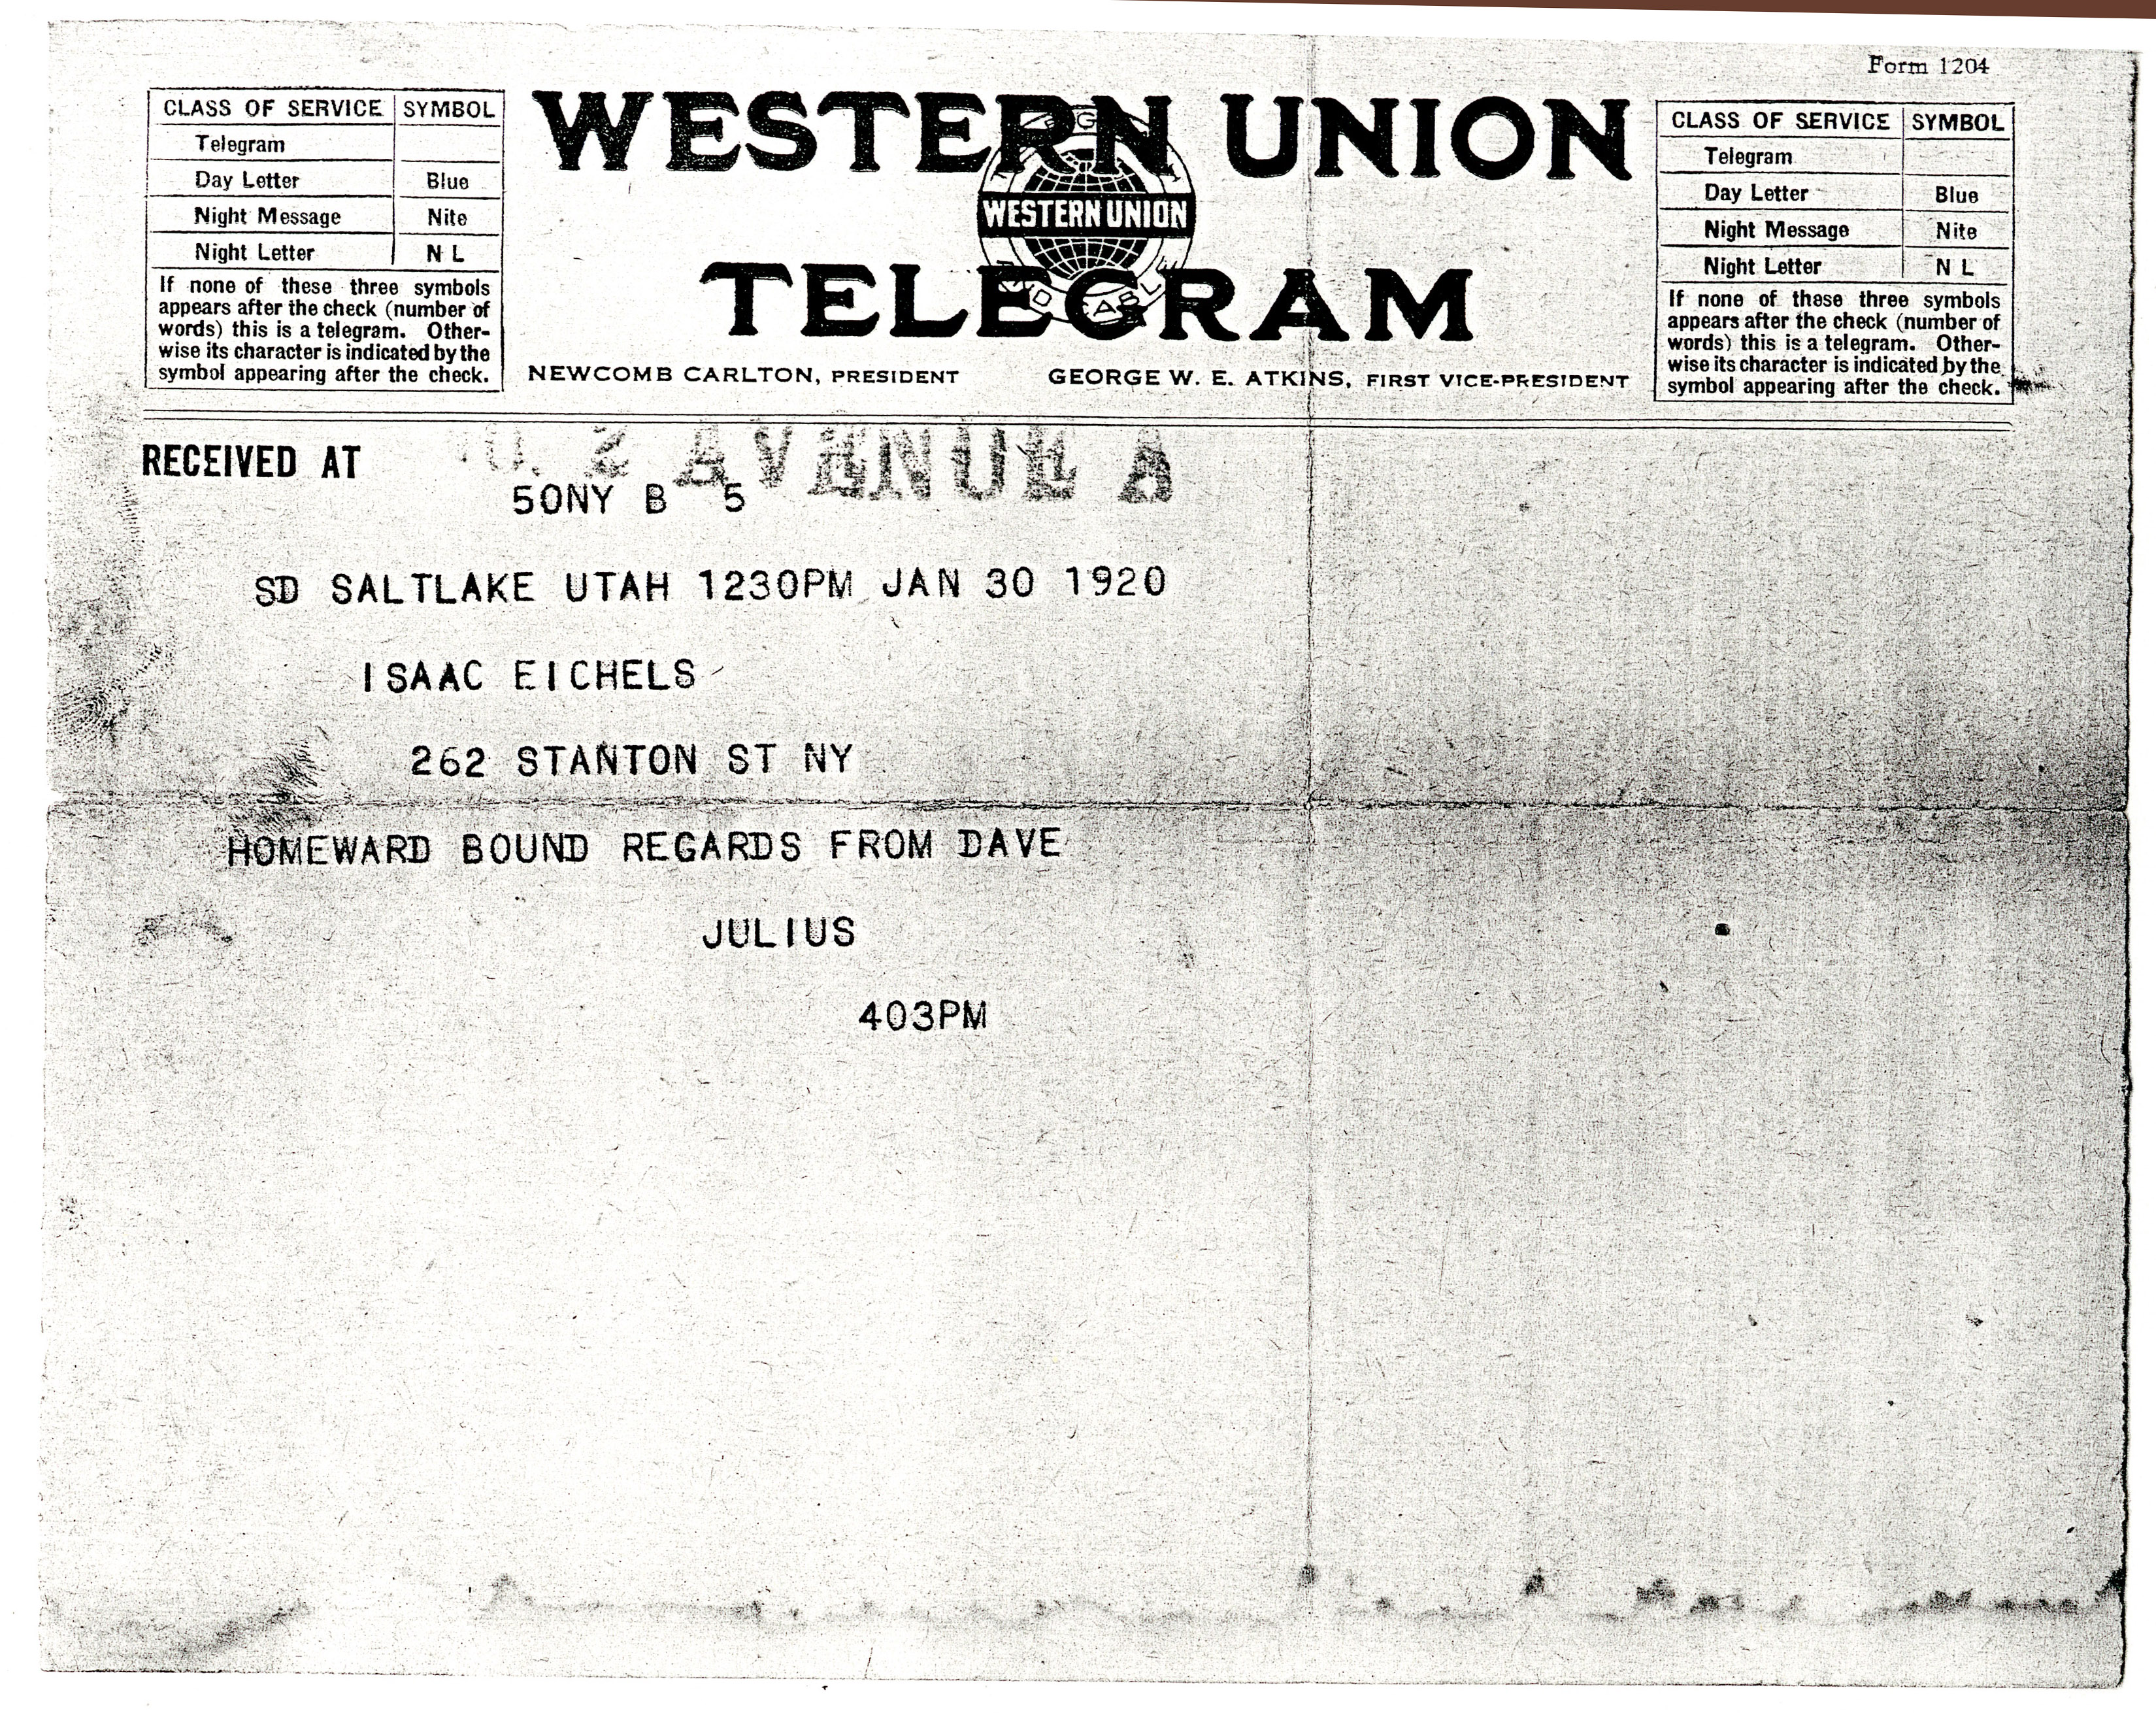 Form 1204
CLASS OF SERVICE SYMBOL
Telegram
Day Letter Blue
Night Message Nite
Night Letter N L
If none of these three symbols
appears after the check (number of
words) this is a telegram. Other-
wise its character is indicated by the
symbol appearing after the check.
WESTERN UNION
WESTERN UNION
TELEGRAM
NEWCOMB CARLTON, PRESIDENT GEORGE W. E. ATKINS, FIRST VICE-PRESIDENT
CLASS OF SERVICE SYMBOL
Telegram
Day Letter Blue
Night Message Nite
Night Letter N L
If none of these three symbols
appears after the check (number of
words) this is a telegram. Other-
wise its character is indicated by the
symbol appearing after the check.
RECEIVED AT 2 AVENUE A
50NY B 5
SD SALTLAKE UTAH 1230PM JAN 30 1920
ISAAC EICHELS
262 STANTON ST NY
HOMEWARD BOUND REGARDS FROM DAVE
JULIUS
403PM